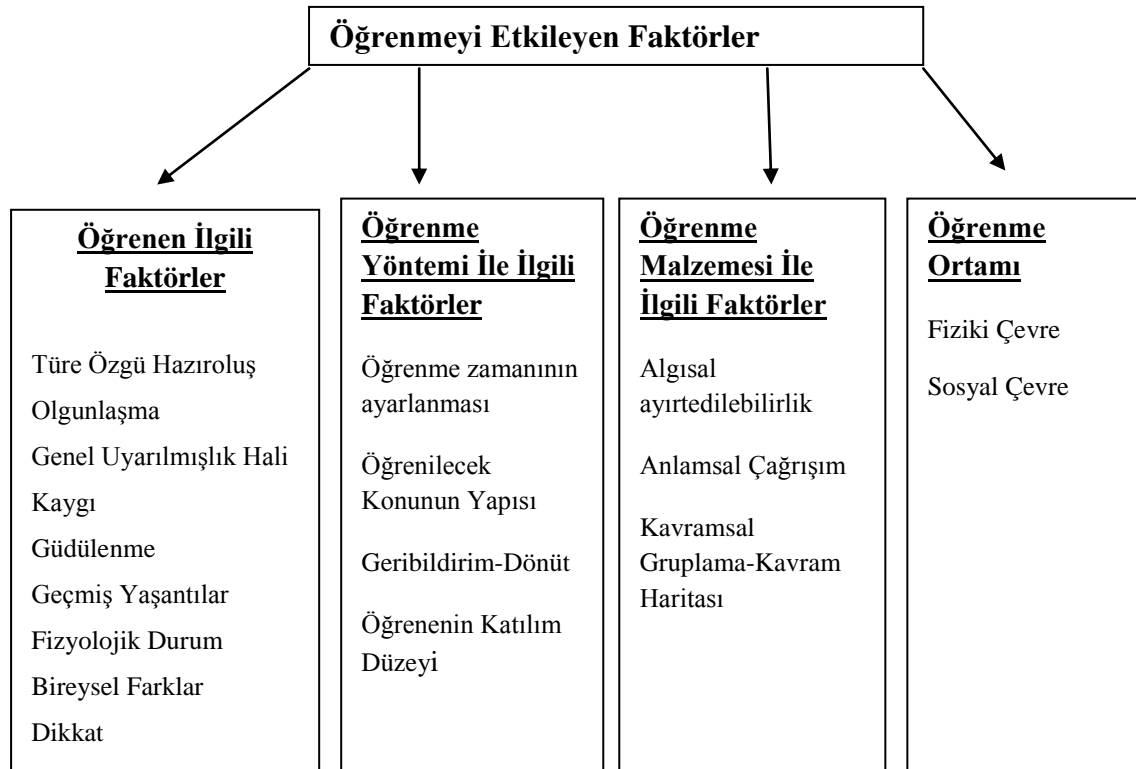 Öğrenmeyi Etkileyen Faktörler
Öğrenen İlgili
Faktörler
Türe Özgü Hazıroluş
Olgunlaşma
Genel Uyarılmışlık Hali
Kaygı
Güdülenme
Geçmiş Yaşantılar
Fizyolojik Durum
Bireysel Farklar
Dikkat
Öğrenme
Yöntemi İle İlgili
Faktörler
Öğrenme zamanının
ayarlanması
Öğrenilecek
Konunun Yapısı
Geribildirim-Dönüt
Öğrenenin Katılım
Düzeyi
Öğrenme
Malzemesi İle
İlgili Faktörler
Algısal
ayırtedilebilirlik
Anlamsal Çağrışım
Kavramsal
Gruplama-Kavram
Haritası
Öğrenme
Ortamı
Fiziki Çevre
Sosyal Çevre